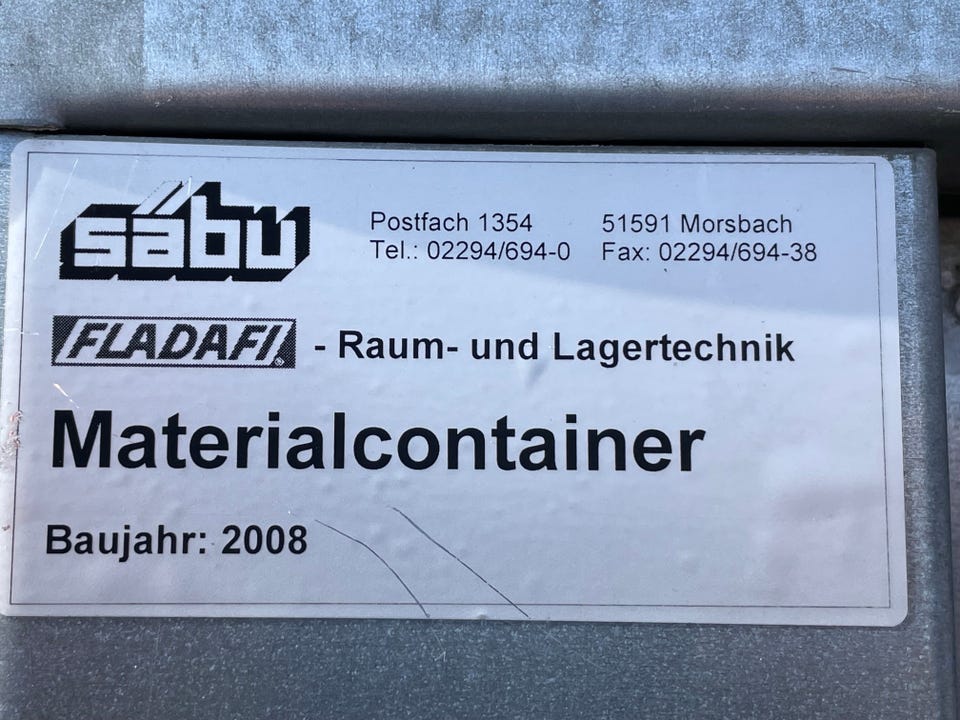 säbu
Postfach 1354 51591 Morsbach
Tel.: 02294/694-0 Fax: 02294/694-38
FLADAFI® - Raum- und Lagertechnik
Materialcontainer
Baujahr: 2008